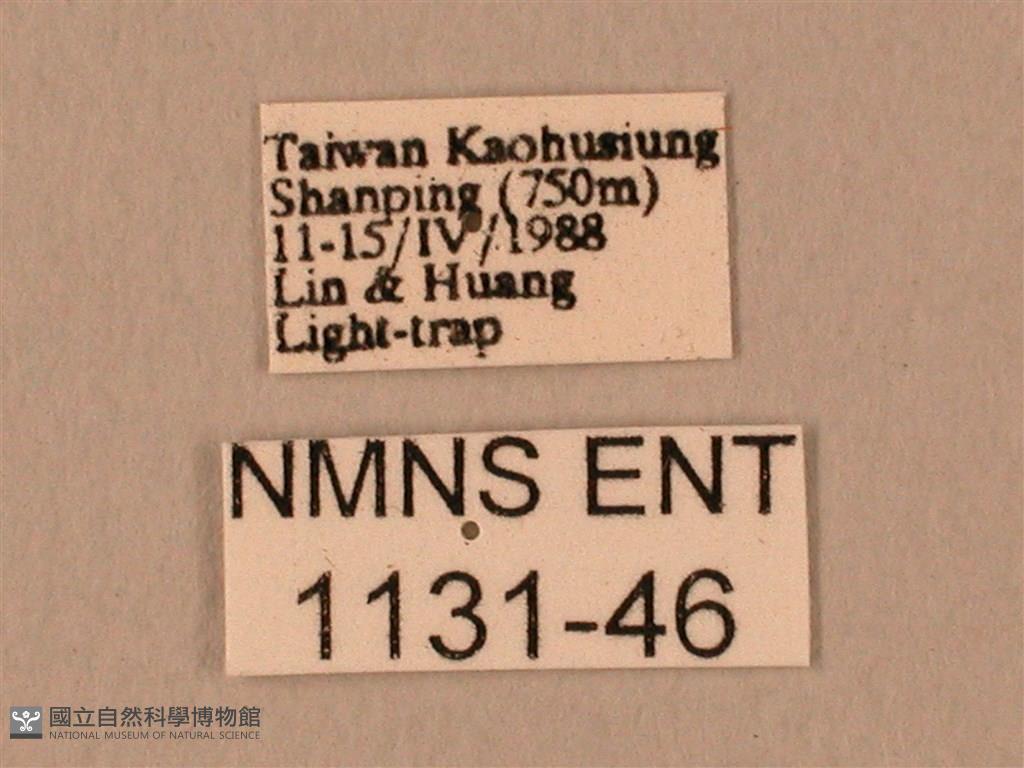 Taiwan Kaohusiung
Shanping (750m)
11-15/IV/1988
Lin & Huang
Light-trap
NMNS ENT
1131-46
國立自然科學博物館
NATIONAL MUSEUM OF NATURAL SCIENCE